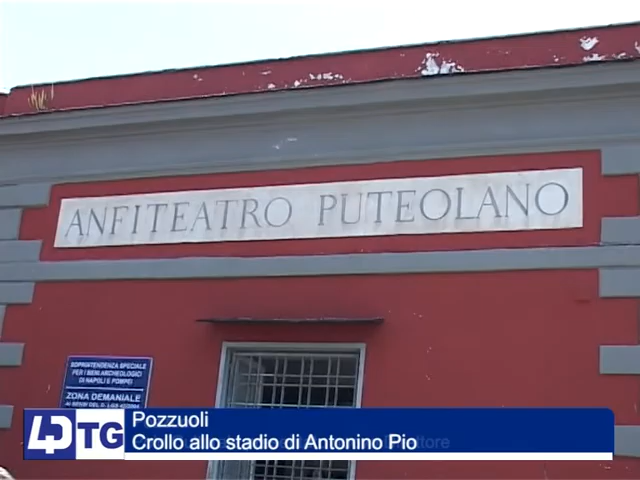 ANFITEATRO PUTEOLANO
SOPRINTENDENZA SPECIALE
PER I BENI ARCHEOLOGICI
DI NAPOLI E POMPEI
ZONA DEMANIALE
Pozzuoli
TG
Crollo allo stadio di Antonino Pio